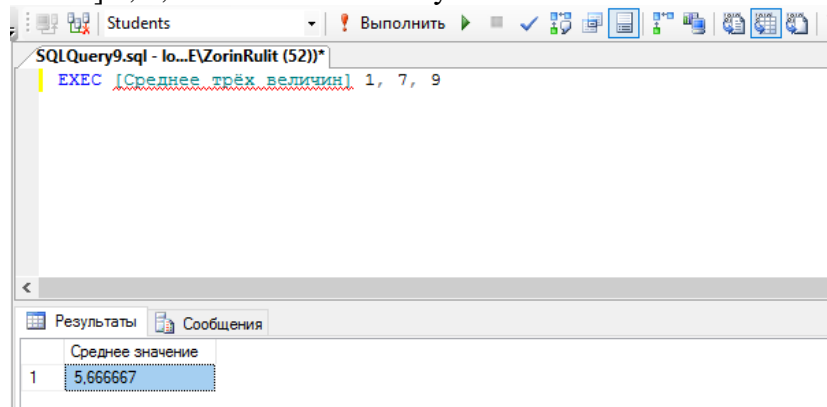 Students
Выполнить
SQLQuery9.sql - lo...E\ZorinRulit (52))*
EXEC [Среднее трёх величин] 1, 7, 9
Результаты Сообщения
Среднее значение
1 5,666667